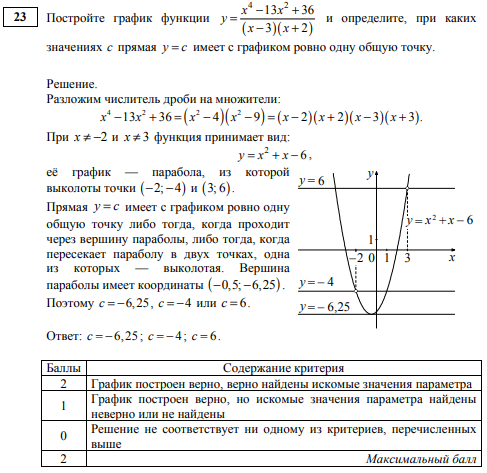 23
Постройте график функции y = (x⁴ −13x² +36)/((x −3)(x +2)) и определите, при каких
значениях c прямая y = c имеет с графиком ровно одну общую точку.
Решение.
Разложим числитель дроби на множители:
x⁴ −13x² +36 = (x² −4)(x² −9) = (x −2)(x +2)(x −3)(x +3).
При x ≠ −2 и x ≠ 3 функция принимает вид:
y = x² + x − 6,
её график — парабола, из которой
выколоты точки (−2; −4) и (3; 6).
Прямая y = c имеет с графиком ровно одну
общую точку либо тогда, когда проходит
через вершину параболы, либо тогда, когда
пересекает параболу в двух точках, одна
из которых — выколотая. Вершина
параболы имеет координаты (−0,5; −6,25).
Поэтому c = −6,25, c = −4 или c = 6.
y
y = 6
y = x² + x − 6
1
−2 0 1 3 x
y = −4
y = −6,25
Ответ: c = −6,25; c = −4; c = 6.
Баллы Содержание критерия
2 График построен верно, верно найдены искомые значения параметра
1 График построен верно, но искомые значения параметра найдены
неверно или не найдены
0 Решение не соответствует ни одному из критериев, перечисленных
выше
2 Максимальный балл